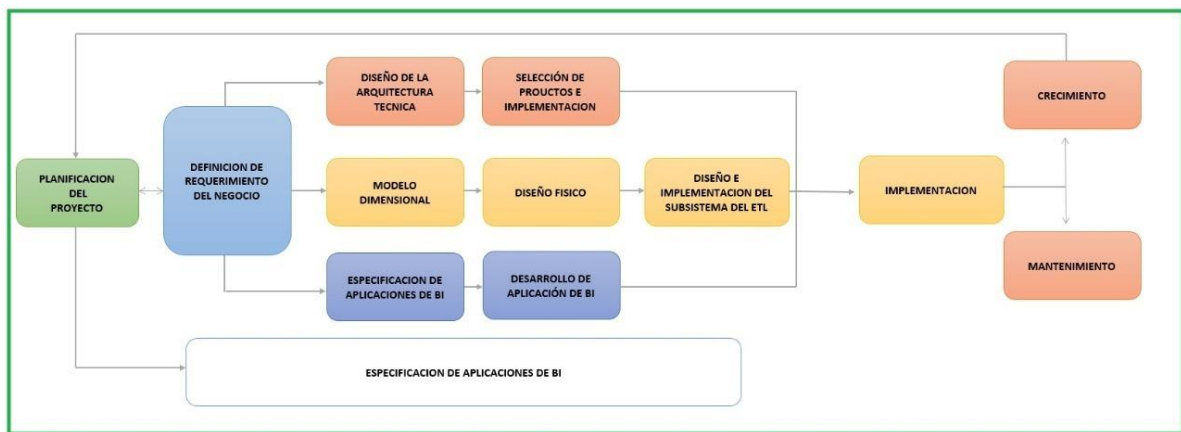 PLANIFICACION
DEL
PROYECTO
DEFINICION DE
REQUERIMIENTO
DEL NEGOCIO
DISEÑO DE LA
ARQUITECTURA
TECNICA
SELECCIÓN DE
PROUCTOS E
IMPLEMENTACION
MODELO
DIMENSIONAL
DISEÑO FISICO
DISEÑO E
IMPLEMENTACION DEL
SUBSISTEMA DEL ETL
ESPECIFICACION DE
APLICACIONES DE BI
DESARROLLO DE
APLICACIÓN DE BI
IMPLEMENTACION
CRECIMIENTO
MANTENIMIENTO
ESPECIFICACION DE APLICACIONES DE BI